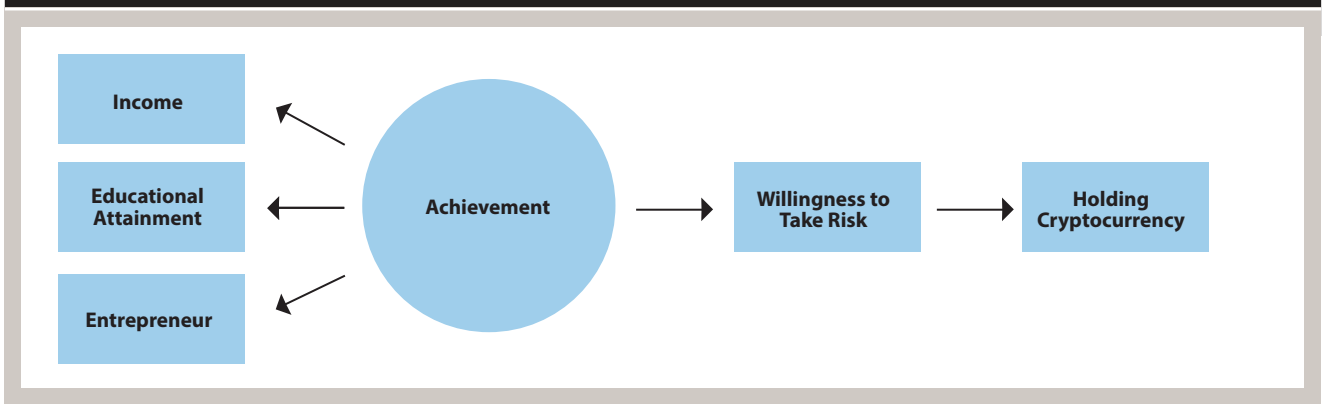 Income
Educational
Attainment
Entrepreneur
Achievement
Willingness to
Take Risk
Holding
Cryptocurrency